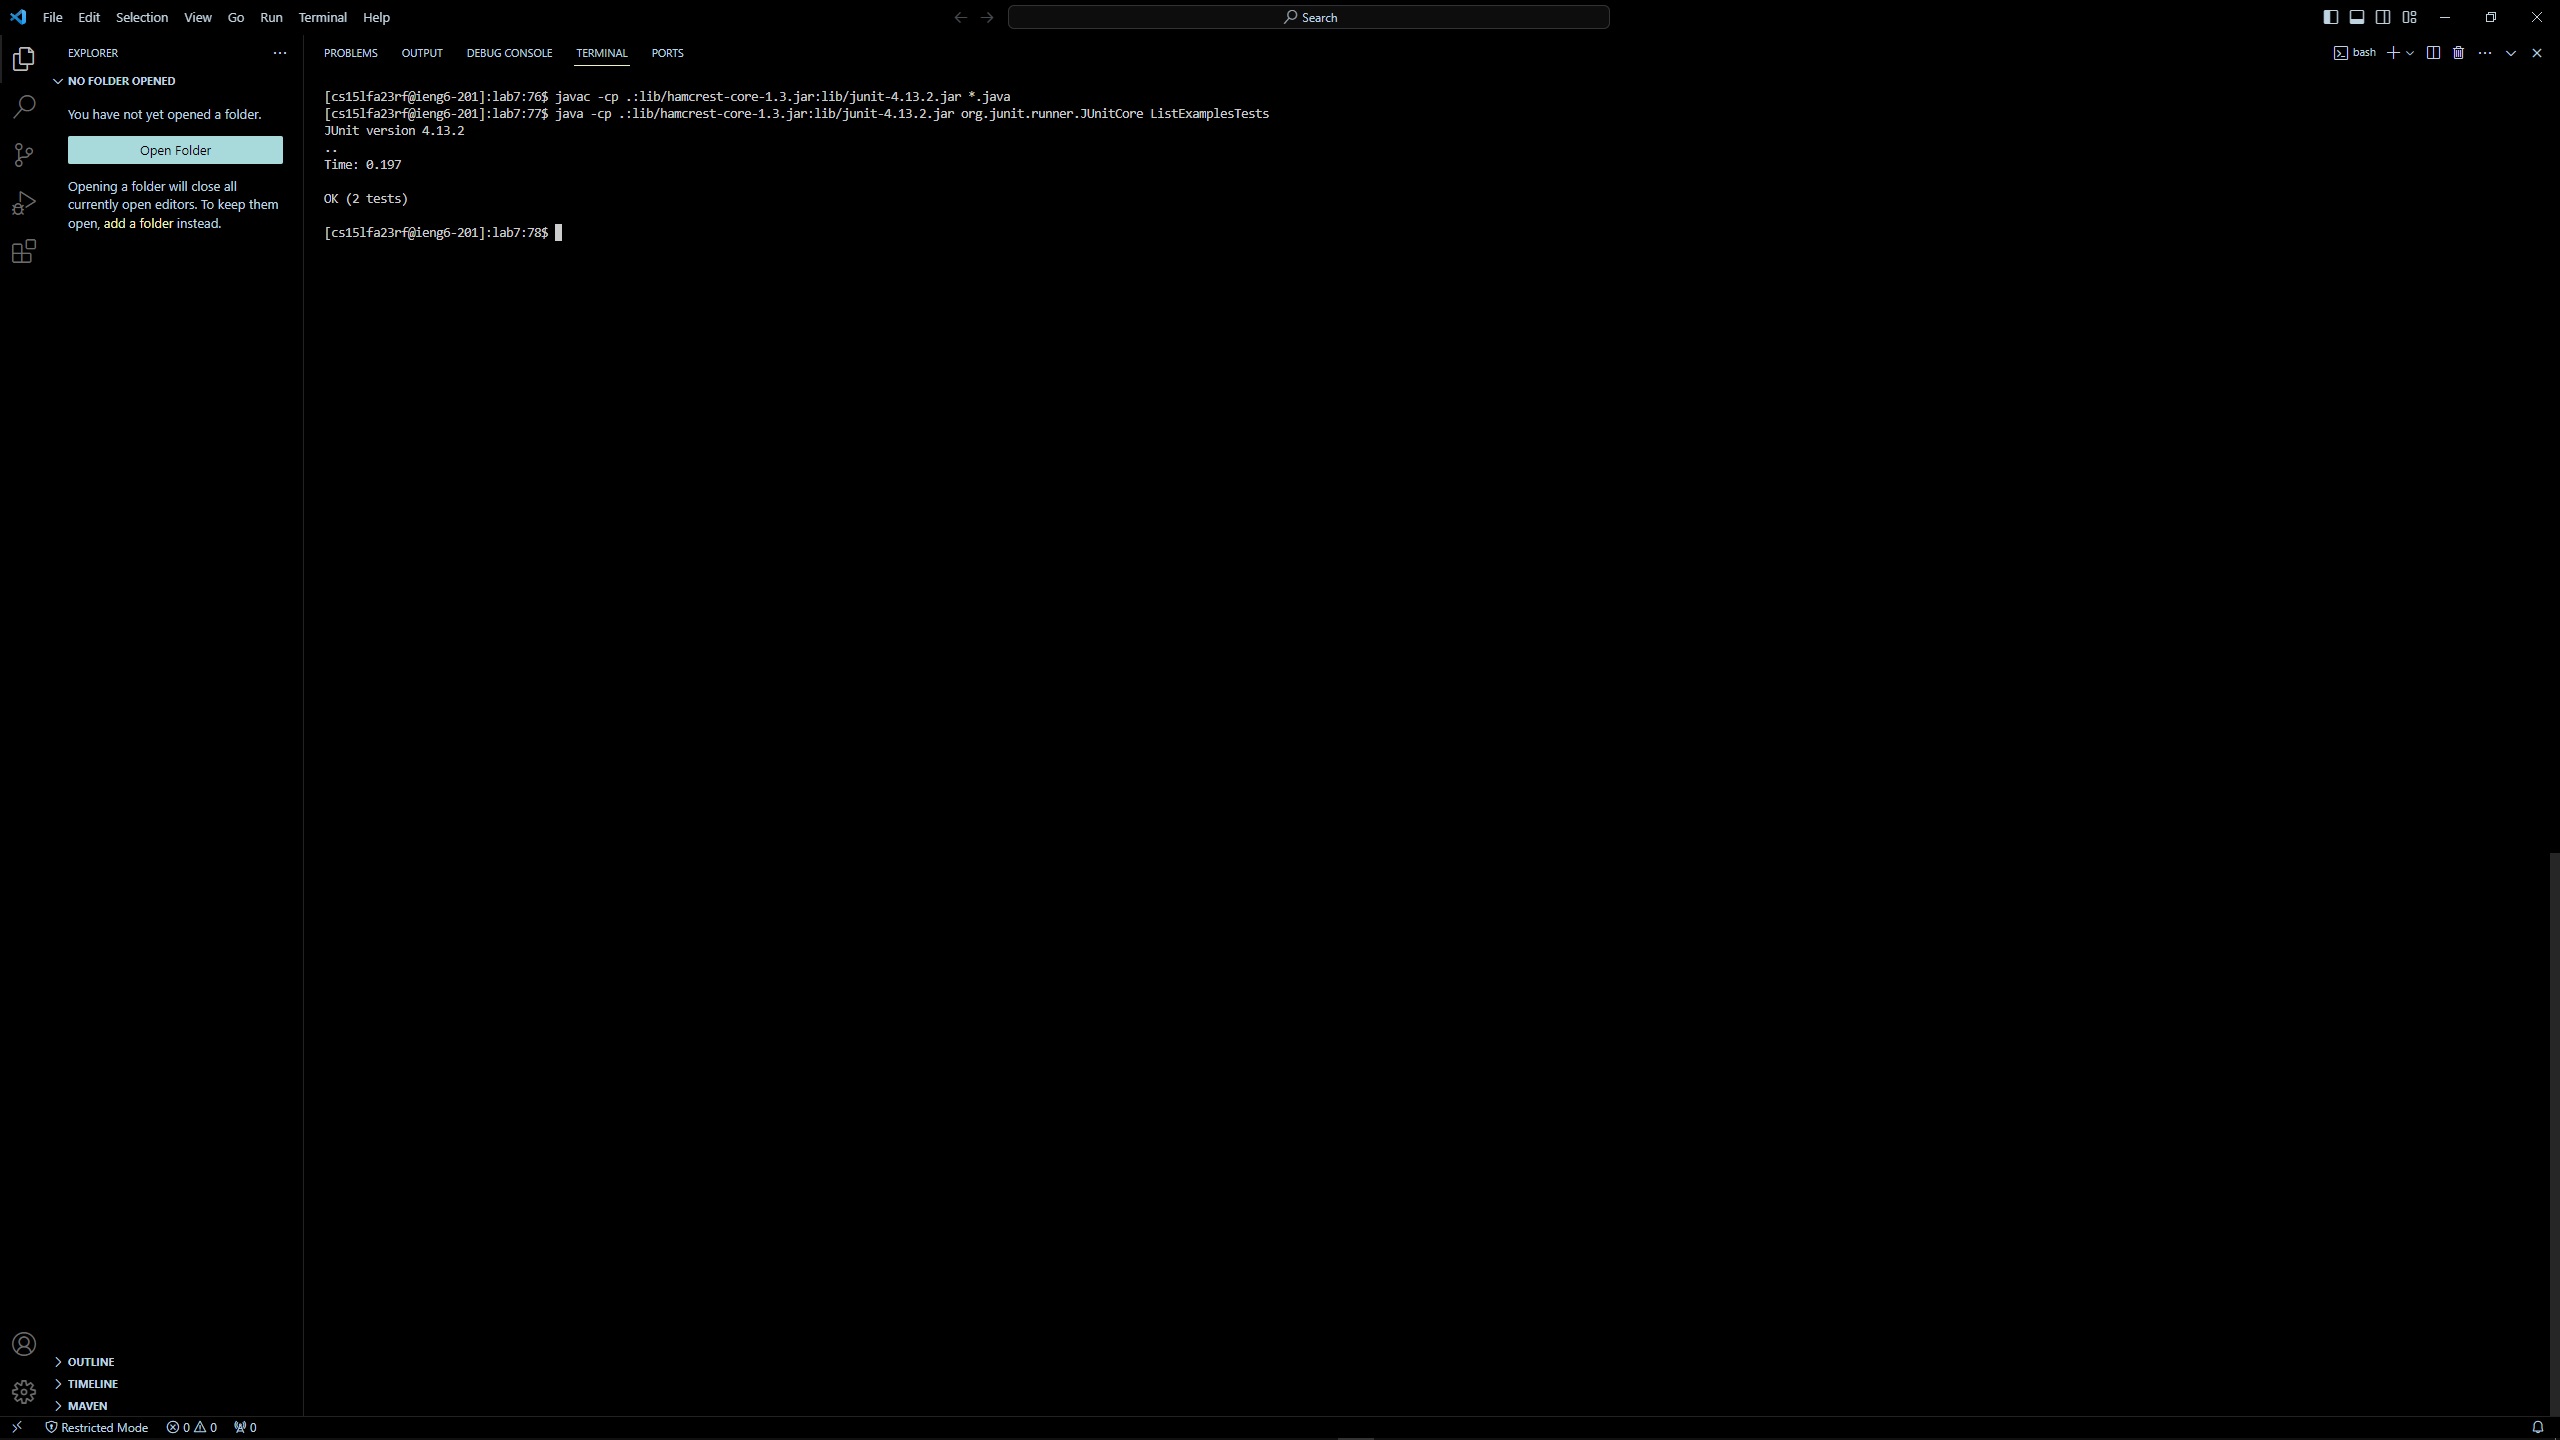 File Edit Selection View Go Run Terminal Help
Search
EXPLORER
NO FOLDER OPENED
You have not yet opened a folder.
Open Folder
Opening a folder will close all
currently open editors. To keep them
open, add a folder instead.
PROBLEMS OUTPUT DEBUG CONSOLE TERMINAL PORTS
bash
[cs15lfa23rf@ieng6-201]:lab7:76$ javac -cp .:lib/hamcrest-core-1.3.jar:lib/junit-4.13.2.jar *.java
[cs15lfa23rf@ieng6-201]:lab7:77$ java -cp .:lib/hamcrest-core-1.3.jar:lib/junit-4.13.2.jar org.junit.runner.JUnitCore ListExamplesTests
JUnit version 4.13.2
..
Time: 0.197
OK (2 tests)
[cs15lfa23rf@ieng6-201]:lab7:78$
OUTLINE
TIMELINE
MAVEN
Restricted Mode 0 0 0